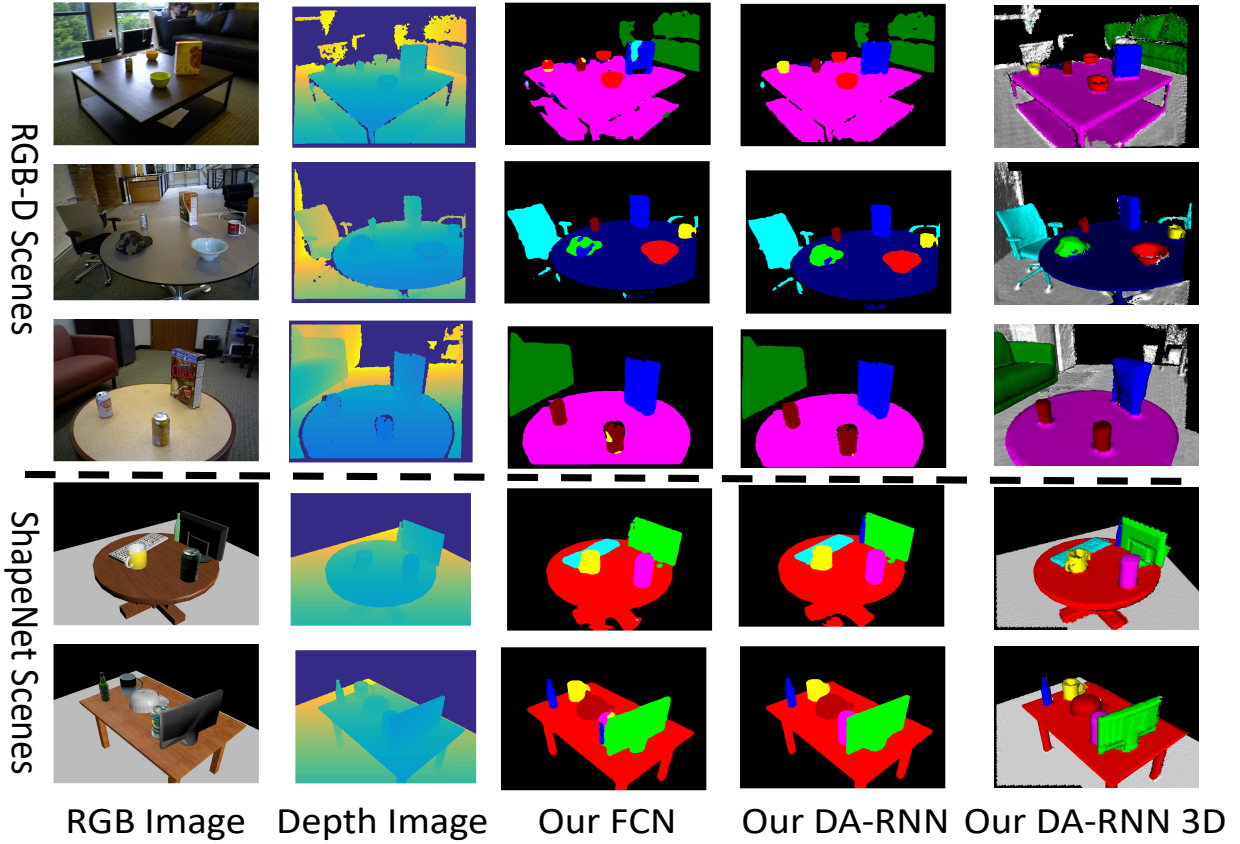 RGB-D Scenes
ShapeNet Scenes
RGB Image
Depth Image
Our FCN
Our DA-RNN
Our DA-RNN 3D